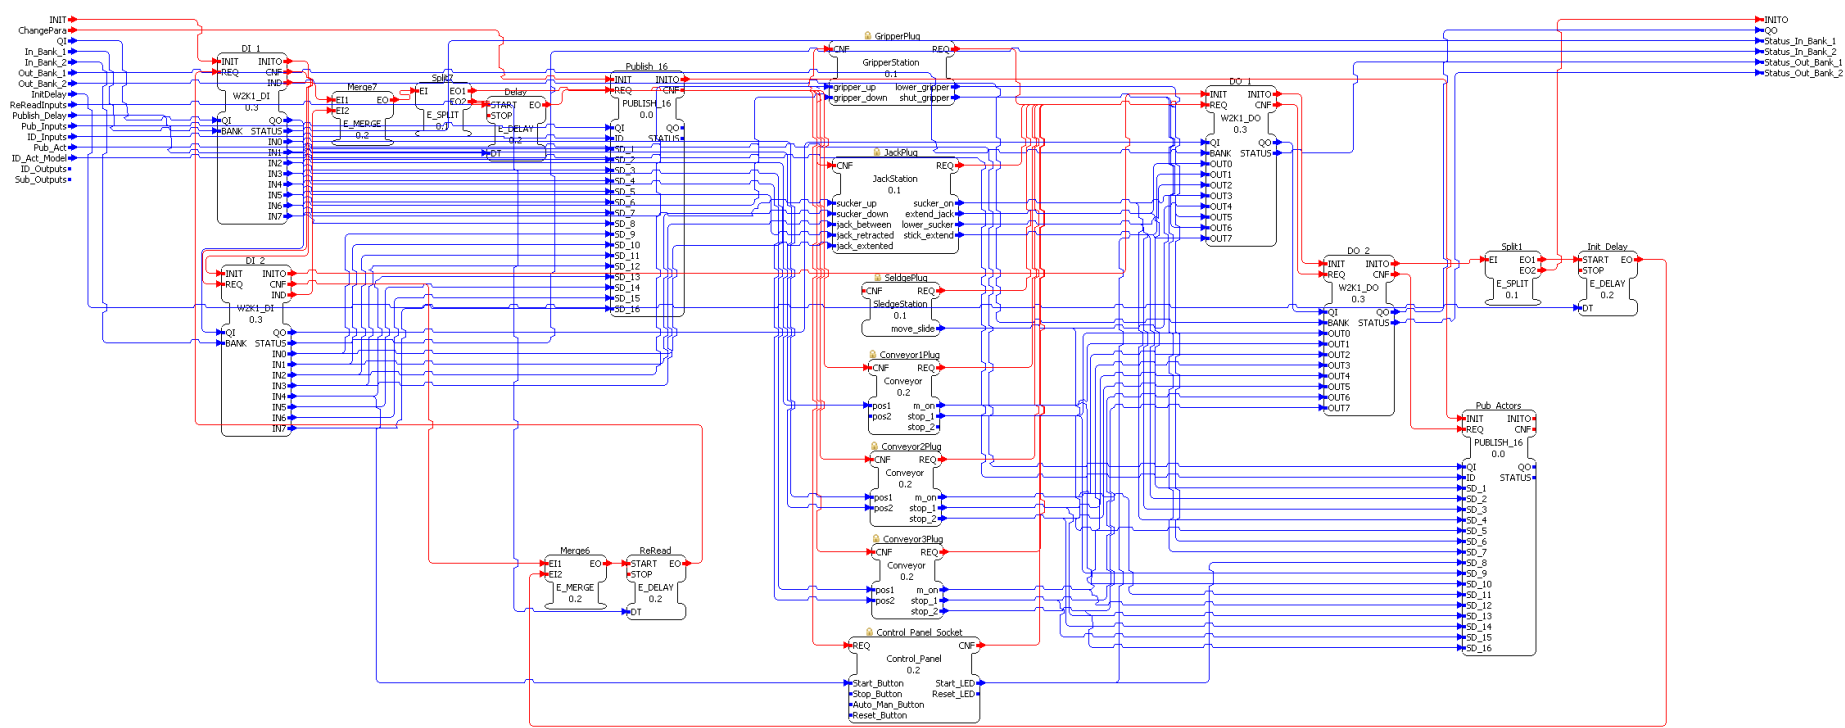 INIT
ChangePara
QI
In_Bank_1
In_Bank_2
Out_Bank_1
Out_Bank_2
InitDelay
ReReadInputs
Publish_Delay
Pub_Inputs
ID_Inputs
Pub_Act
ID_Act_Model
ID_Outputs
Sub_Outputs
DI_1
INIT INITO
REQ CNF
IND
W2K1_DI
0.3
QI QO
BANK STATUS
IN0
IN1
IN2
IN3
IN4
IN5
IN6
IN7
DI_2
INIT INITO
REQ CNF
IND
W2K1_DI
0.3
QI QO
BANK STATUS
IN0
IN1
IN2
IN3
IN4
IN5
IN6
IN7
Merge7
EI1 EO
EI2
E_MERGE
0.2
Split7
EI EO1
EO2
E_SPLIT
0.1
Delay
START EO
STOP
E_DELAY
0.2
DT
Publish_16
INIT INITO
REQ CNF
PUBLISH_16
0.0
QI QO
ID STATUS
SD_1
SD_2
SD_3
SD_4
SD_5
SD_6
SD_7
SD_8
SD_9
SD_10
SD_11
SD_12
SD_13
SD_14
SD_15
SD_16
Merge6
EI1 EO
EI2
E_MERGE
0.2
ReRead
START EO
STOP
E_DELAY
0.2
DT
GripperPlug
CNF REQ
GripperStation
0.1
gripper_up lower_gripper
gripper_down shut_gripper
JackPlug
CNF REQ
JackStation
0.1
sucker_up sucker_on
sucker_down extend_jack
jack_between lower_sucker
jack_retracted stick_extend
jack_extented
SeldgePlug
CNF REQ
SledgeStation
0.1
move_slide
Conveyor1Plug
CNF REQ
Conveyor
0.2
pos1 m_on
pos2 stop_1
stop_2
Conveyor2Plug
CNF REQ
Conveyor
0.2
pos1 m_on
pos2 stop_1
stop_2
Conveyor3Plug
CNF REQ
Conveyor
0.2
pos1 m_on
pos2 stop_1
stop_2
Control_Panel_Socket
REQ CNF
Control_Panel
0.2
Start_Button Start_LED
Stop_Button Reset_LED
Auto_Man_Button
Reset_Button
DO_1
INIT INITO
REQ CNF
W2K1_DO
0.3
QI QO
BANK STATUS
OUT0
OUT1
OUT2
OUT3
OUT4
OUT5
OUT6
OUT7
DO_2
INIT INITO
REQ CNF
W2K1_DO
0.3
QI QO
BANK STATUS
OUT0
OUT1
OUT2
OUT3
OUT4
OUT5
OUT6
OUT7
Split1
EI EO1
EO2
E_SPLIT
0.1
Init_Delay
START EO
STOP
E_DELAY
0.2
DT
Pub_Actors
INIT INITO
REQ CNF
PUBLISH_16
0.0
QI QO
ID STATUS
SD_1
SD_2
SD_3
SD_4
SD_5
SD_6
SD_7
SD_8
SD_9
SD_10
SD_11
SD_12
SD_13
SD_14
SD_15
SD_16
INITO
QO
Status_In_Bank_1
Status_In_Bank_2
Status_Out_Bank_1
Status_Out_Bank_2